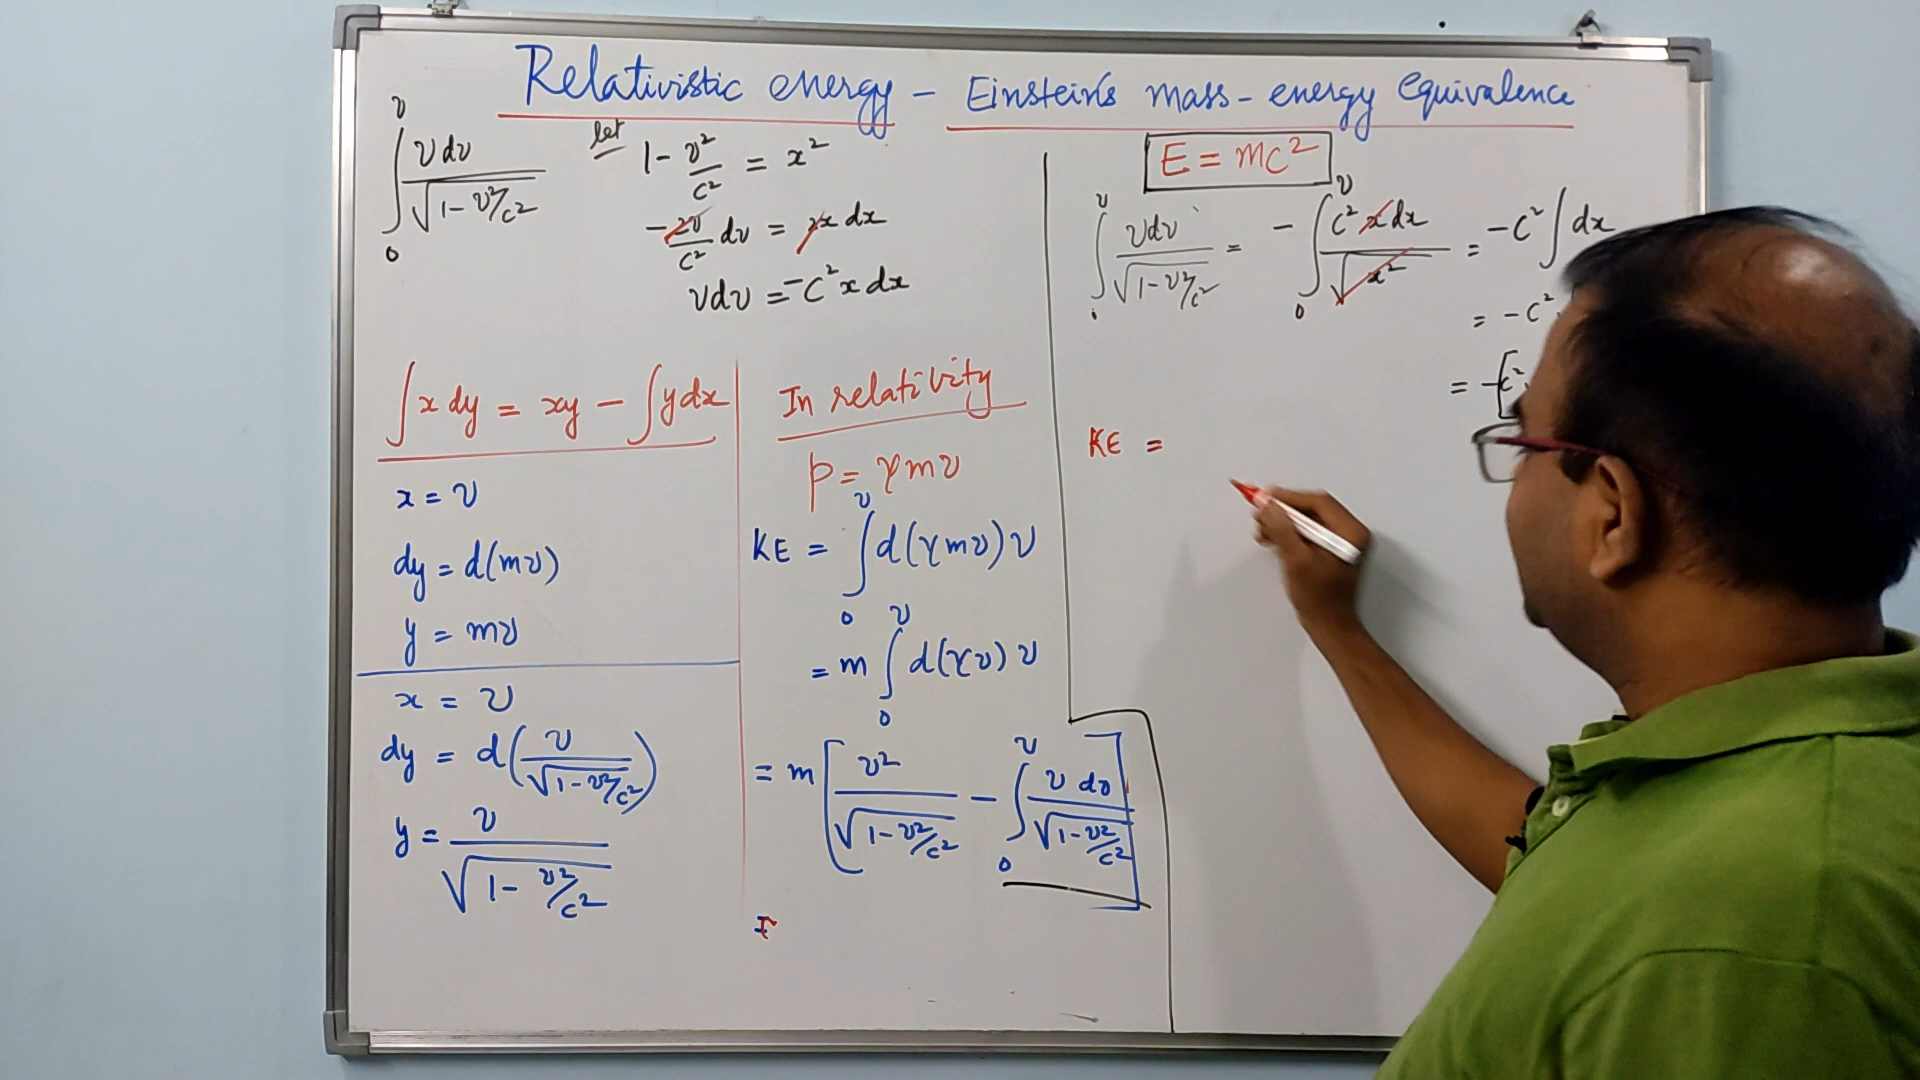 Relativistic energy - Einstein's mass-energy equivalence
∫₀^v v dv / √(1 - v²/c²)
let 1 - v²/c² = x²
-2v/c² dv = 2x dx
v dv = -c² x dx
∫x dy = xy - ∫y dx
x = v
dy = d(mv)
y = mv
x = v
dy = d(v / √(1 - v²/c²))
y = v / √(1 - v²/c²)
In relativity
p = γmv
KE = ∫₀^v d(γmv) v
= m ∫₀^v d(γv) v
= m [v² / √(1 - v²/c²) - ∫₀^v v dv / √(1 - v²/c²)]
E = mc²
∫₀^v v dv / √(1 - v²/c²) = - ∫₀^v c² x dx / √x² = -c² ∫dx
= -c²
= -[c²
KE =